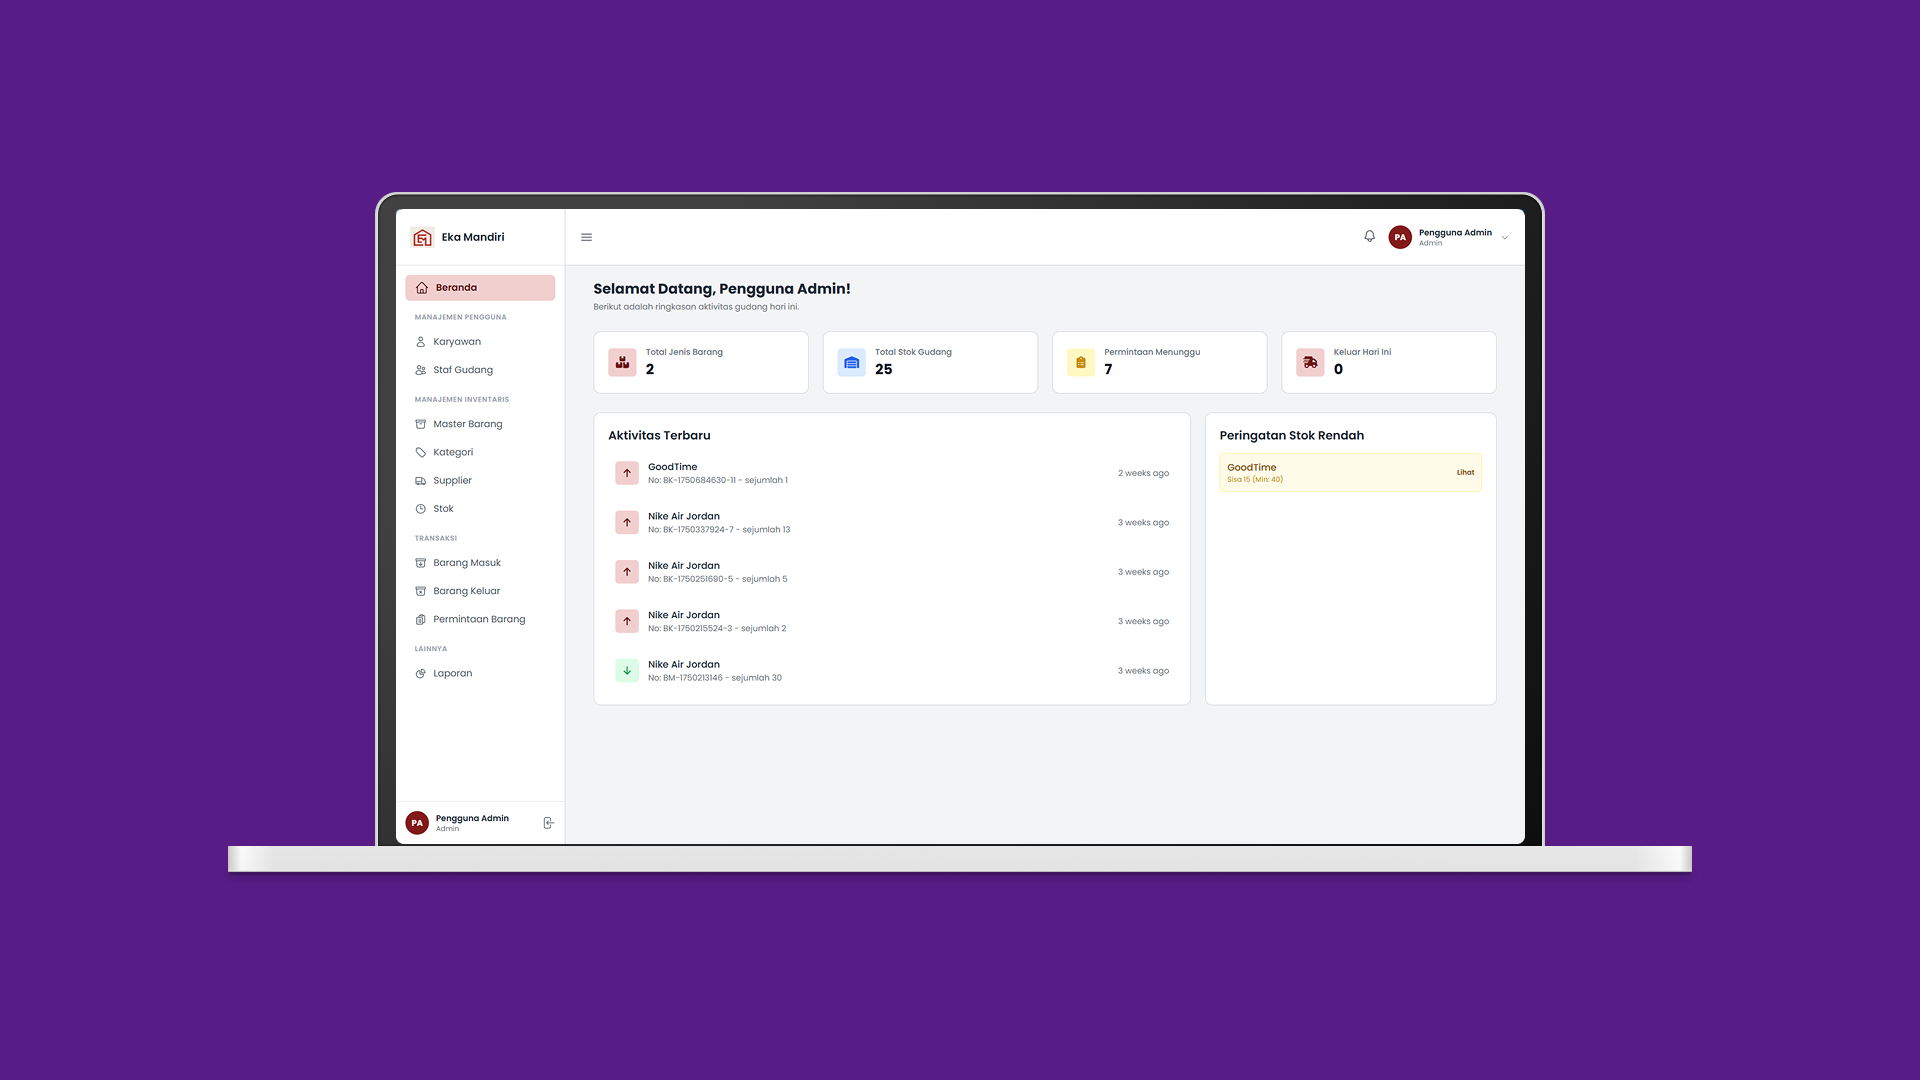 Eka Mandiri
Beranda
MANAJEMEN PENGGUNA
Karyawan
Staf Gudang
MANAJEMEN INVENTARIS
Master Barang
Kategori
Supplier
Stok
TRANSAKSI
Barang Masuk
Barang Keluar
Permintaan Barang
LAINNYA
Laporan
PA
Pengguna Admin
Admin
PA
Pengguna Admin
Admin
Selamat Datang, Pengguna Admin!
Berikut adalah ringkasan aktivitas gudang hari ini.
Total Jenis Barang
2
Total Stok Gudang
25
Permintaan Menunggu
7
Keluar Hari Ini
0
Aktivitas Terbaru
GoodTime
No: BK-1750684630-11 - sejumlah 1
2 weeks ago
Nike Air Jordan
No: BK-1750337924-7 - sejumlah 13
3 weeks ago
Nike Air Jordan
No: BK-1750251690-5 - sejumlah 5
3 weeks ago
Nike Air Jordan
No: BK-1750215524-3 - sejumlah 2
3 weeks ago
Nike Air Jordan
No: BM-1750213146 - sejumlah 30
3 weeks ago
Peringatan Stok Rendah
GoodTime
Sisa 15 (Min: 40)
Lihat